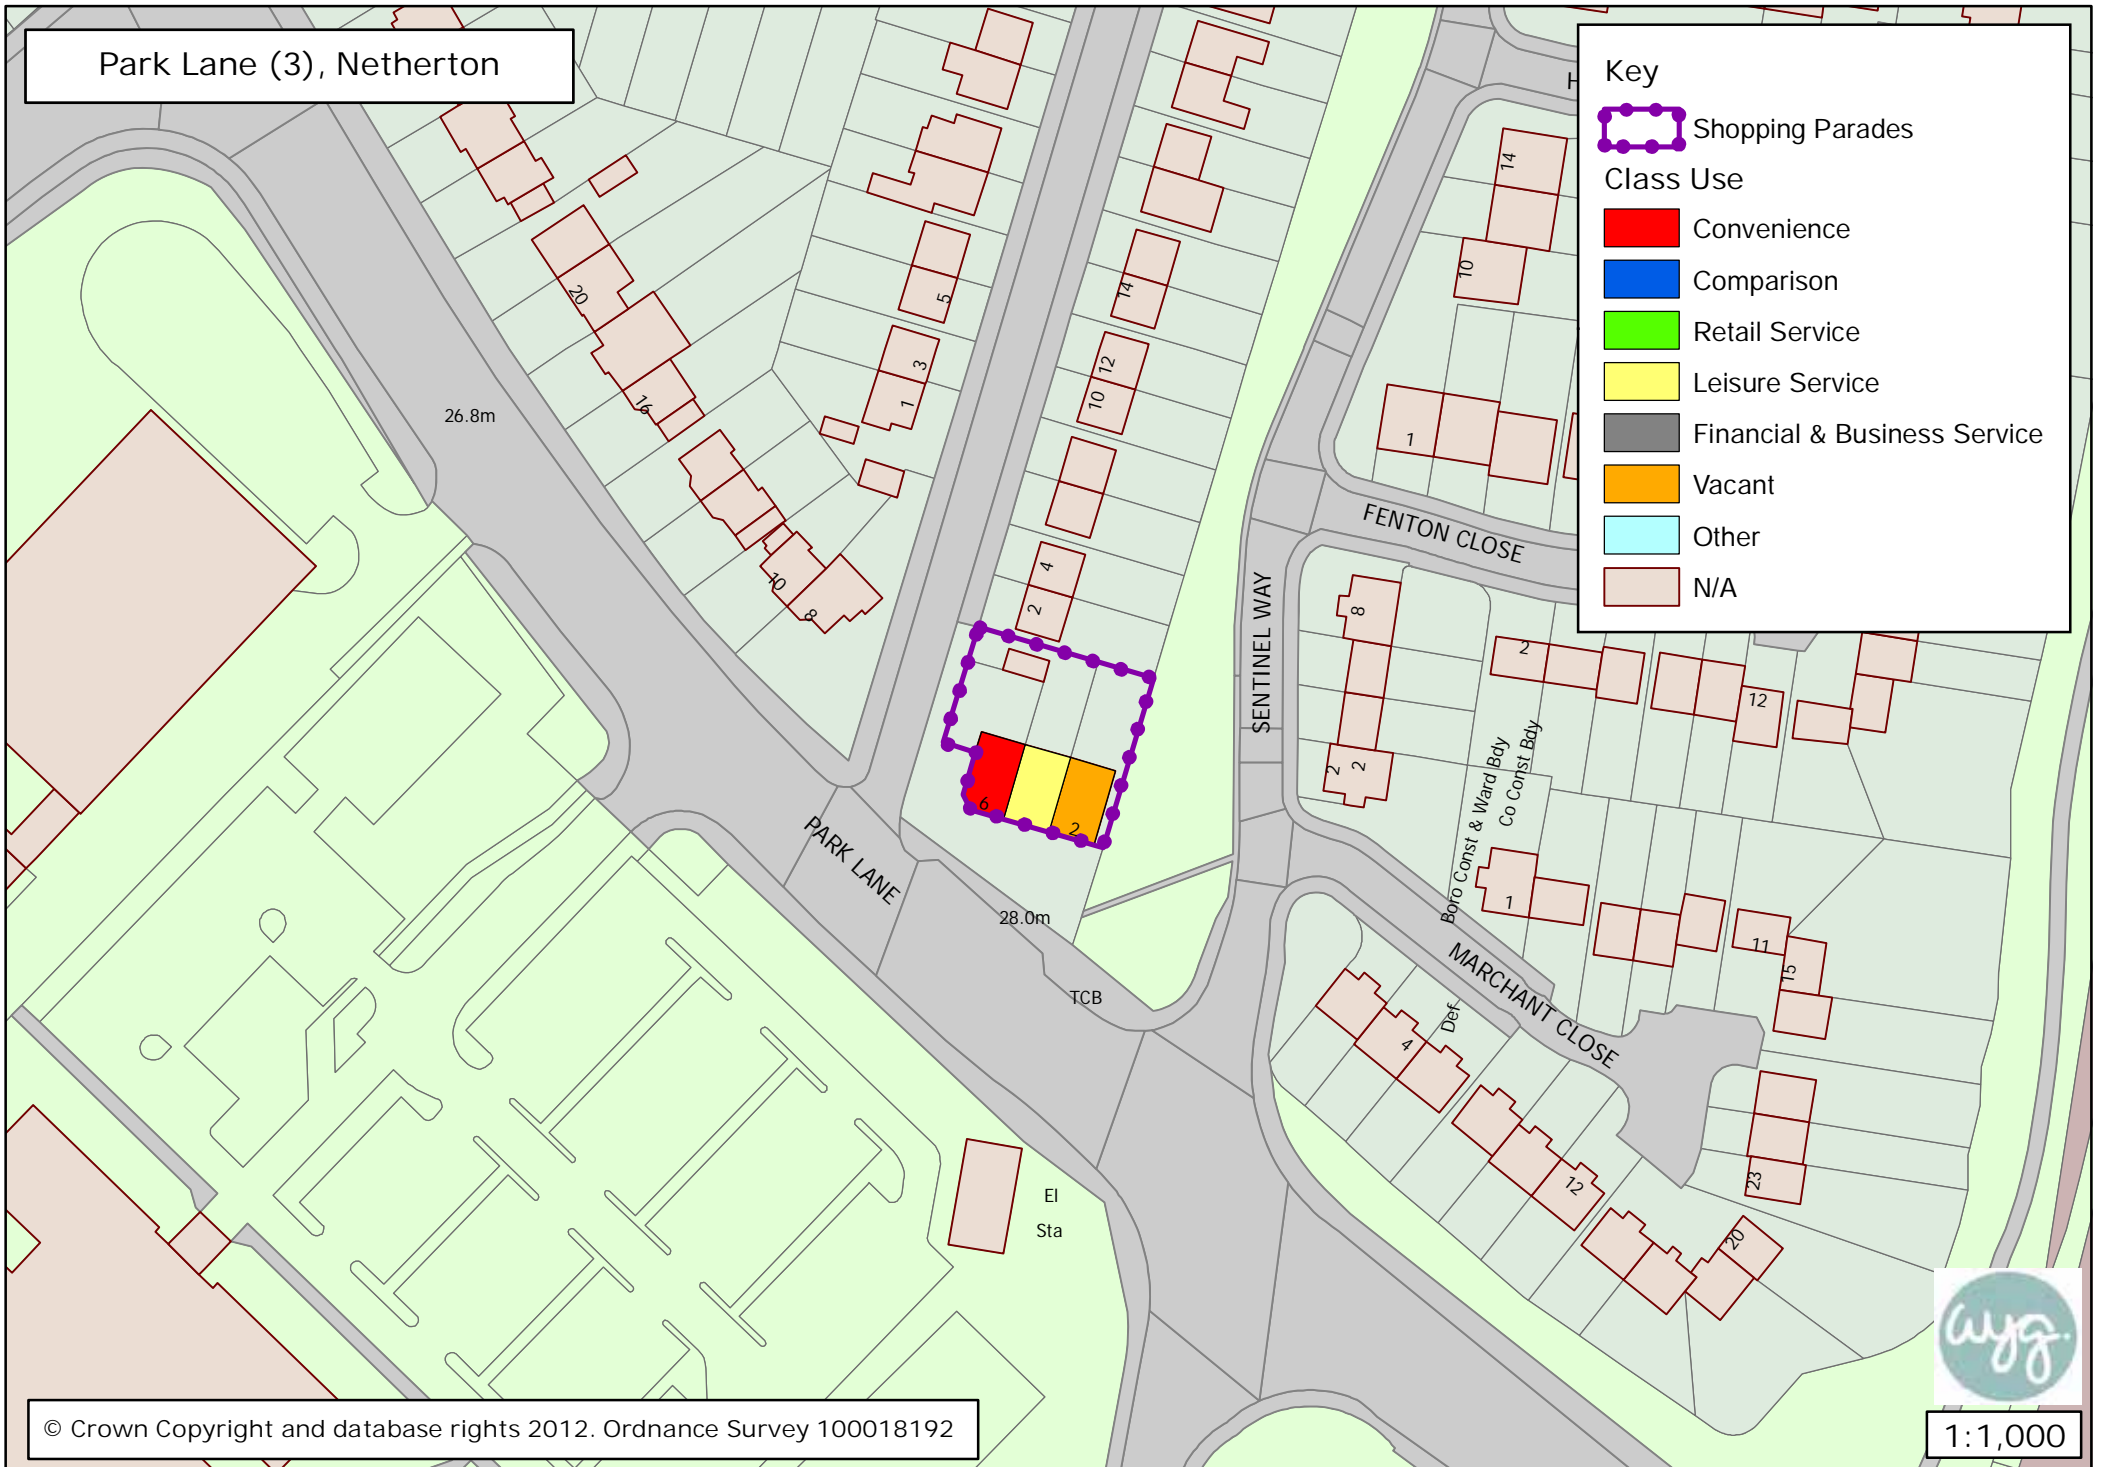 Park Lane (3), Netherton
Key
Shopping Parades
Class Use
Convenience
Comparison
Retail Service
Leisure Service
Financial & Business Service
Vacant
Other
N/A
H
14
10
5
3
1
14
12
10
20
16
26.8m
10
8
4
2
1
FENTON CLOSE
SENTINEL WAY
8
2
12
2
2
6
2
PARK LANE
28.0m
TCB
Boro Const & Ward Bdy
Co Const Bdy
1
11
15
MARCHANT CLOSE
Def
4
12
23
20
El
Sta
ayg.
© Crown Copyright and database rights 2012. Ordnance Survey 100018192
1:1,000